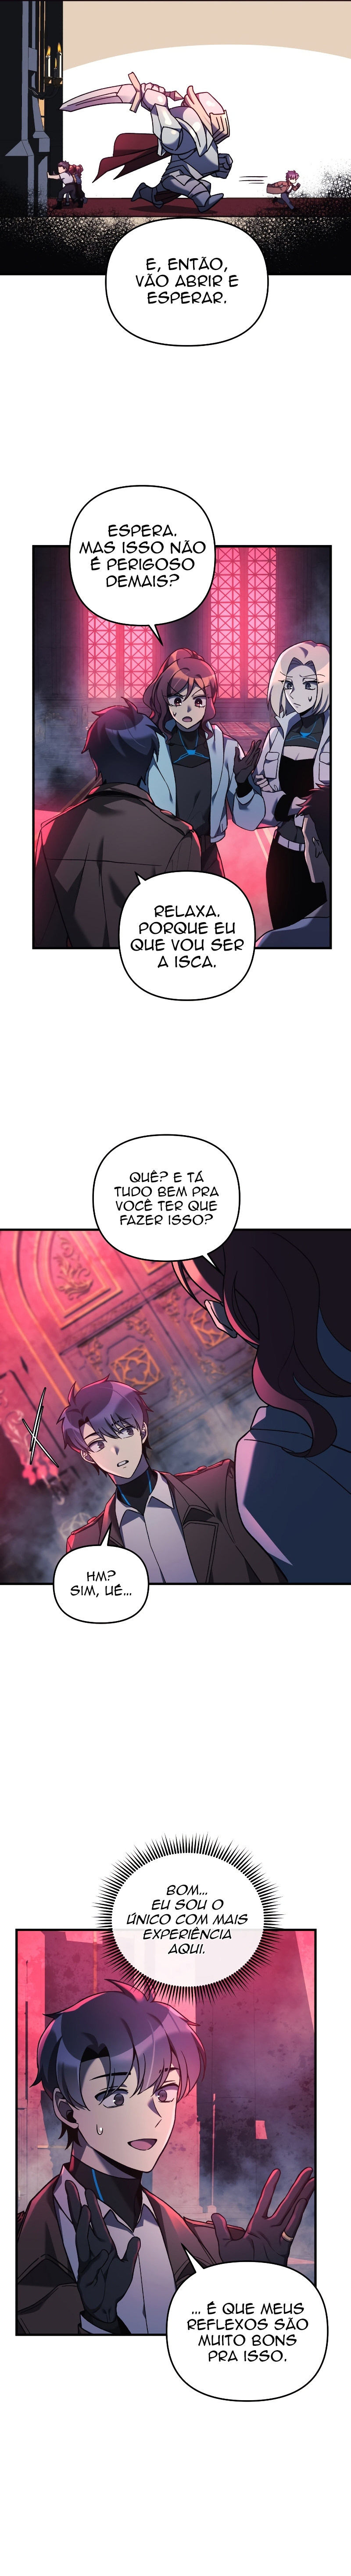 E, ENTÃO,
VÃO ABRIR E
ESPERAR.
ESPERA.
MAS ISSO NÃO
É PERIGOSO
DEMAIS?
RELAXA.
PORQUE EU
QUE VOU SER
A ISCA.
QUÊ? E TÁ
TUDO BEM PRA
VOCÊ TER QUE
FAZER ISSO?
HM?
SIM, UÉ...
BOM...
EU SOU O
ÚNICO COM MAIS
EXPERIÊNCIA
AQUI.
... É QUE MEUS
REFLEXOS SÃO
MUITO BONS
PRA ISSO.